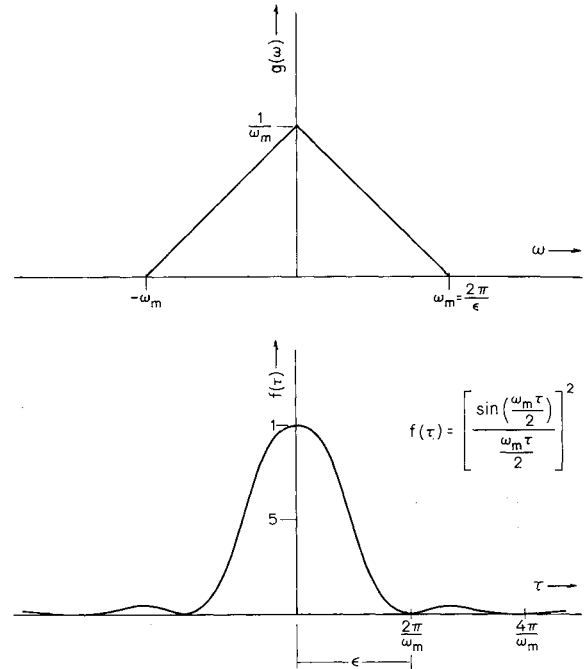 g(ω)
1/ω_m
ω →
-ω_m
ω_m = 2π/ϵ
f(τ)
f(τ) = [ sin(ω_m τ/2) / (ω_m τ/2) ]²
1
5
τ →
2π/ω_m
4π/ω_m
ϵ